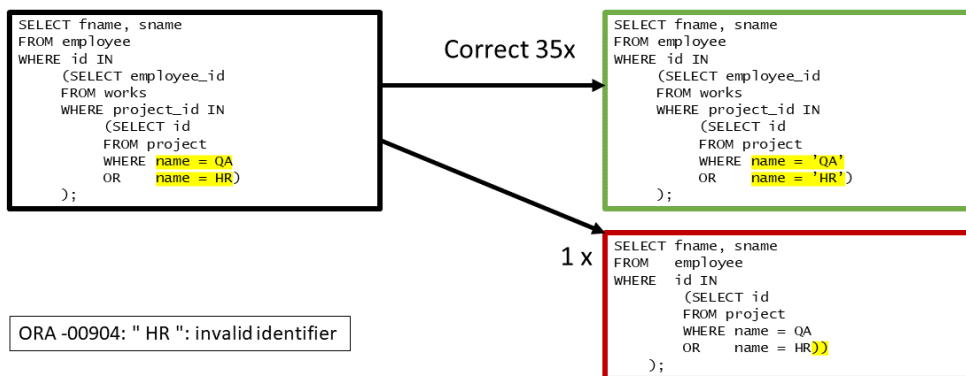 SELECT fname, sname
FROM employee
WHERE id IN
(SELECT employee_id
FROM works
WHERE project_id IN
(SELECT id
FROM project
WHERE name = QA
OR name = HR)
);
Correct 35x
SELECT fname, sname
FROM employee
WHERE id IN
(SELECT employee_id
FROM works
WHERE project_id IN
(SELECT id
FROM project
WHERE name = ’QA’
OR name = ’HR’)
);
1 x
SELECT fname, sname
FROM employee
WHERE id IN
(SELECT id
FROM project
WHERE name = QA
OR name = HR))
);
ORA -00904: " HR ": invalid identifier